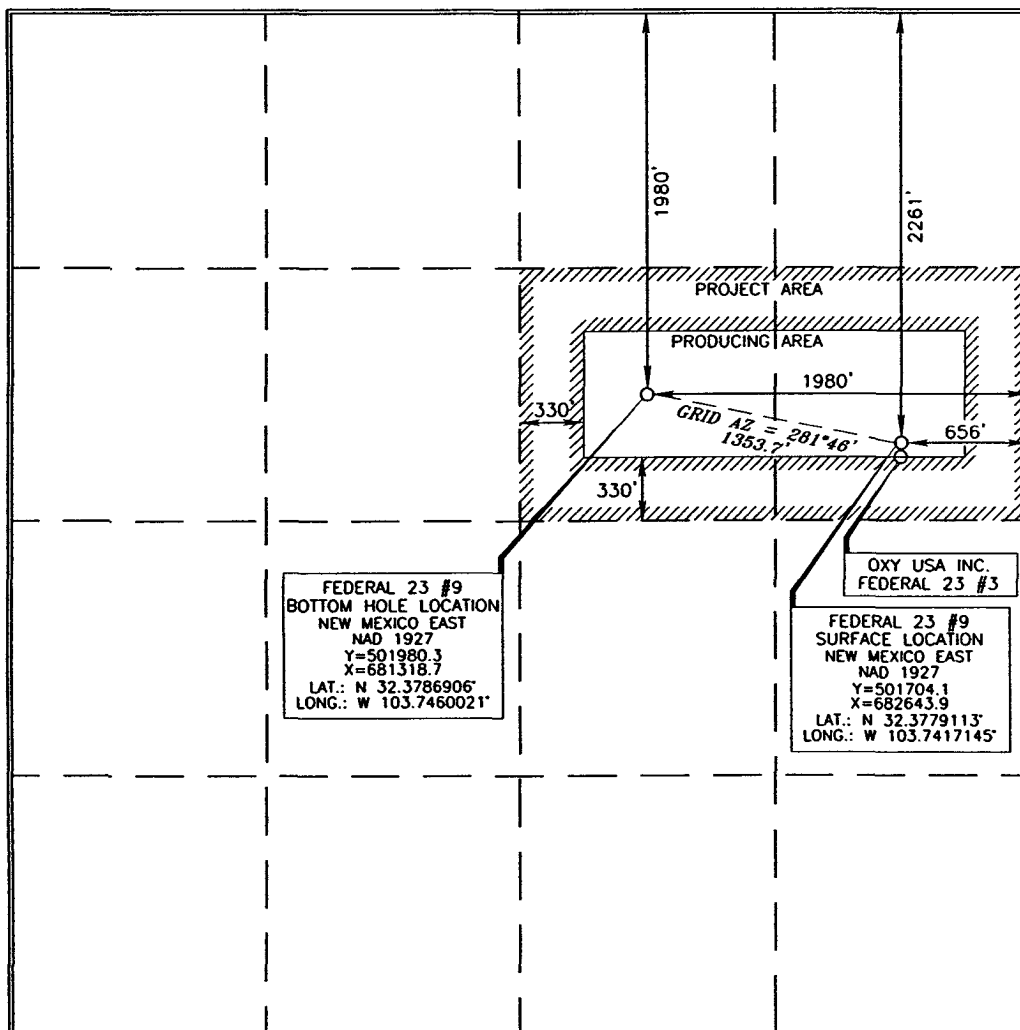 1980'
2261'
PROJECT AREA
PRODUCING AREA
1980'
330'
GRID AZ = 281°46'
1353.7'
656'
330'
OXY USA INC.
FEDERAL 23 #3
FEDERAL 23 #9
BOTTOM HOLE LOCATION
NEW MEXICO EAST
NAD 1927
Y=501980.3
X=681318.7
LAT.: N 32.3786906°
LONG.: W 103.7460021°
FEDERAL 23 #9
SURFACE LOCATION
NEW MEXICO EAST
NAD 1927
Y=501704.1
X=682643.9
LAT.: N 32.3779113°
LONG.: W 103.7417145°